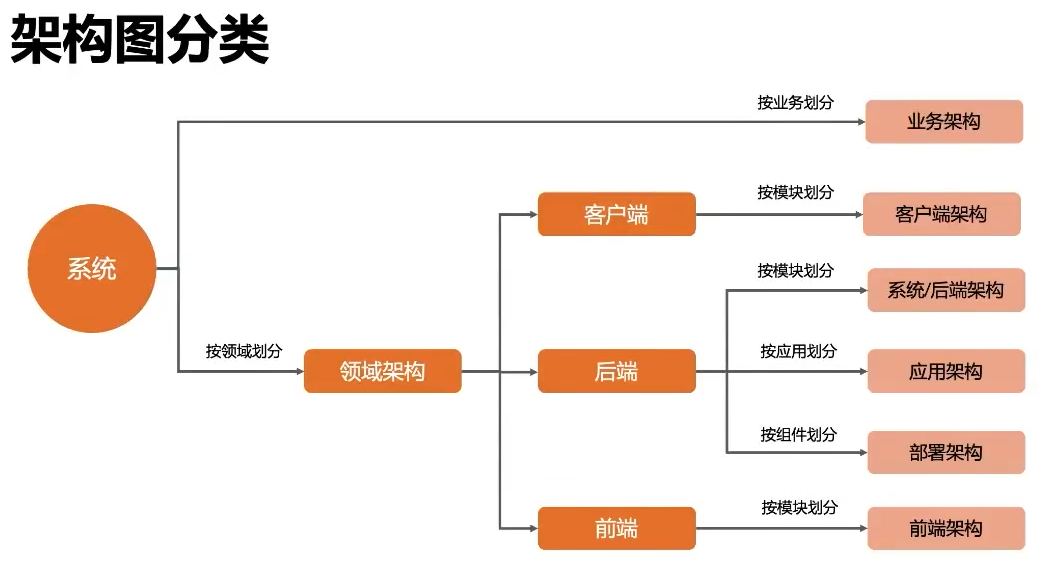 架构图分类
按业务划分
业务架构
按模块划分
客户端
客户端架构
系统
按模块划分
系统/后端架构
按领域划分
领域架构
后端
按应用划分
应用架构
按组件划分
部署架构
按模块划分
前端
前端架构